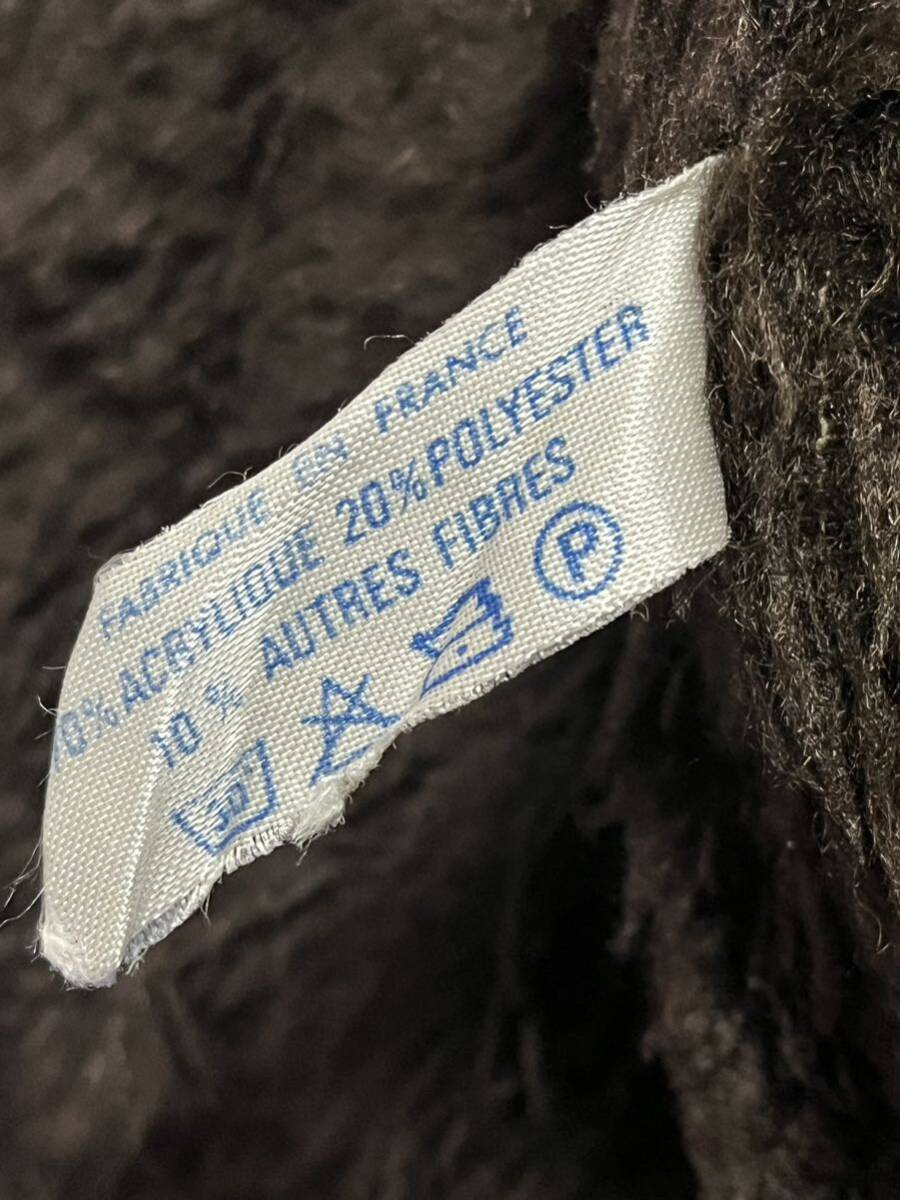 FABRIQUE EN FRANCE
70% ACRYLIQUE 20% POLYESTER
10% AUTRES FIBRES
30° P